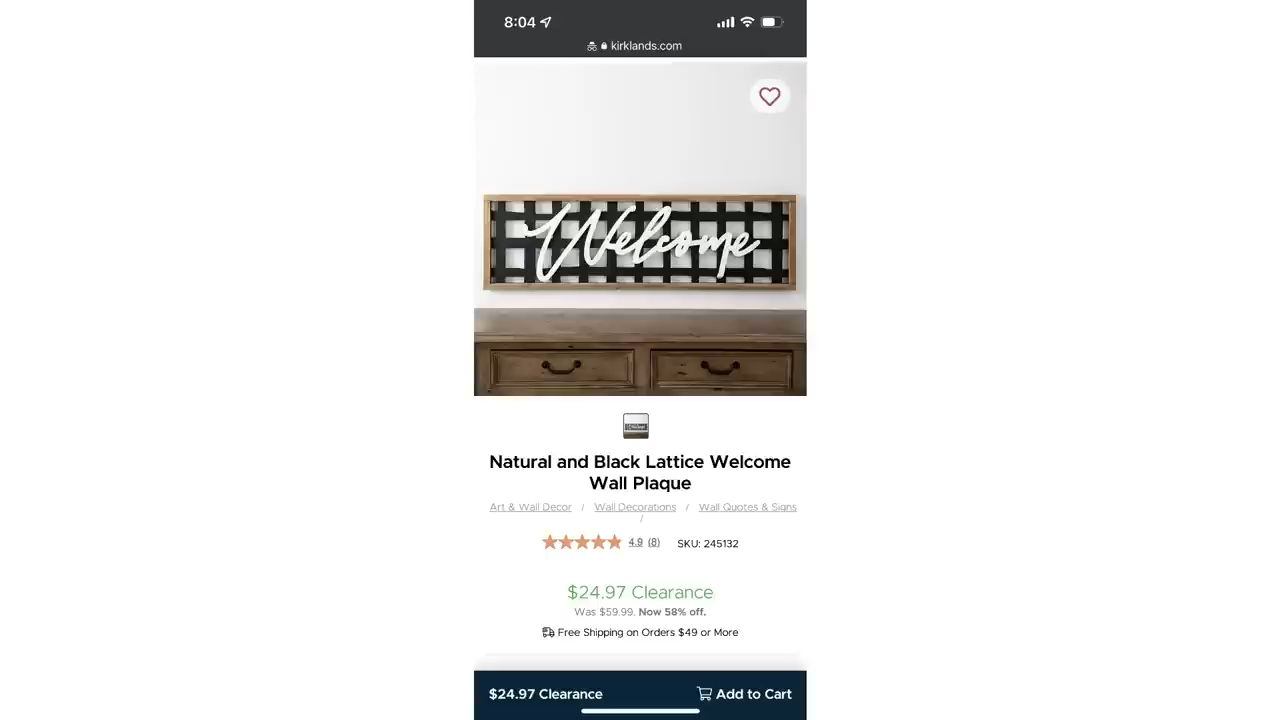 8:04
kirklands.com
Welcome
Natural and Black Lattice Welcome
Wall Plaque
Art & Wall Decor / Wall Decorations / Wall Quotes & Signs
/
4.9 (8) SKU: 245132
$24.97 Clearance
Was $59.99. Now 58% off.
Free Shipping on Orders $49 or More
$24.97 Clearance Add to Cart